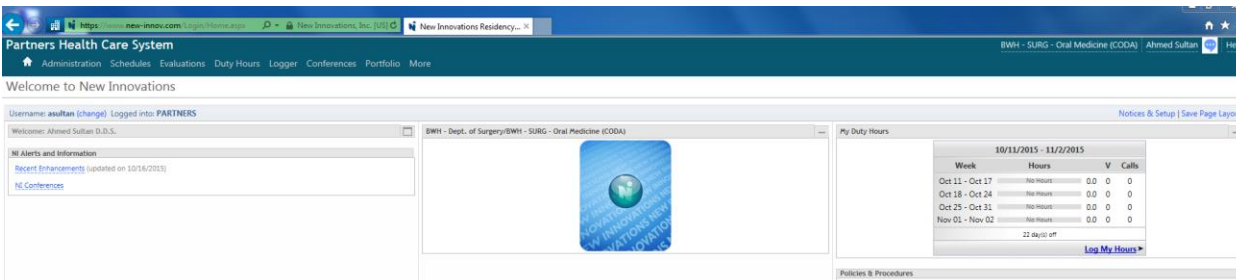 https://www.new-innov.com/Login/Home.aspx
New Innovations, Inc. [US]
New Innovations Residency...
Partners Health Care System
BWH - SURG - Oral Medicine (CODA)
Ahmed Sultan
Administration Schedules Evaluations Duty Hours Logger Conferences Portfolio More
Welcome to New Innovations
Username: asultan (change) Logged into: PARTNERS
Notices & Setup | Save Page
Welcome: Ahmed Sultan D.D.S.
NI Alerts and Information
Recent Enhancements (updated on 10/16/2015)
NI Conferences
BWH - Dept. of Surgery/BWH - SURG - Oral Medicine (CODA)
Ni
My Duty Hours
10/11/2015 - 11/2/2015
Week Hours V Calls
Oct 11 - Oct 17 No Hours 0.0 0 0
Oct 18 - Oct 24 No Hours 0.0 0 0
Oct 25 - Oct 31 No Hours 0.0 0 0
Nov 01 - Nov 02 No Hours 0.0 0 0
22 day(s) off
Log My Hours
Policies & Procedures